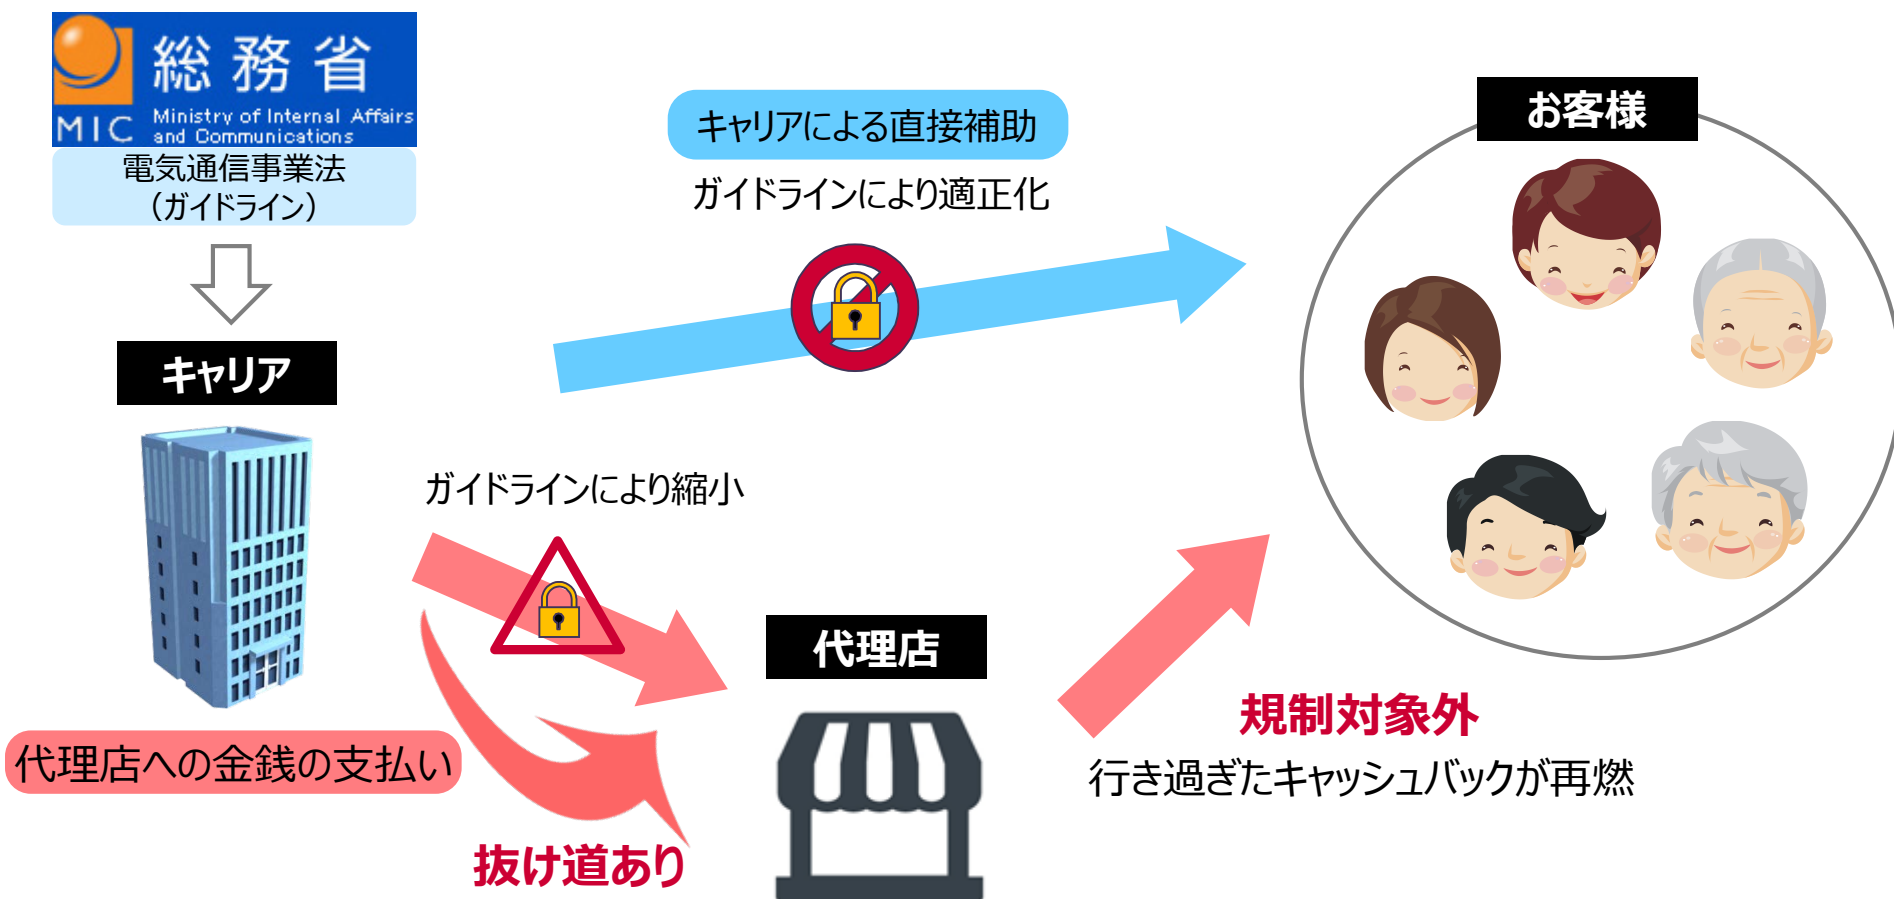 総務省
MIC
Ministry of Internal Affairs
and Communications
電気通信事業法
（ガイドライン）
キャリアによる直接補助
ガイドラインにより適正化
お客様
キャリア
ガイドラインにより縮小
代理店
代理店への金銭の支払い
抜け道あり
規制対象外
行き過ぎたキャッシュバックが再燃